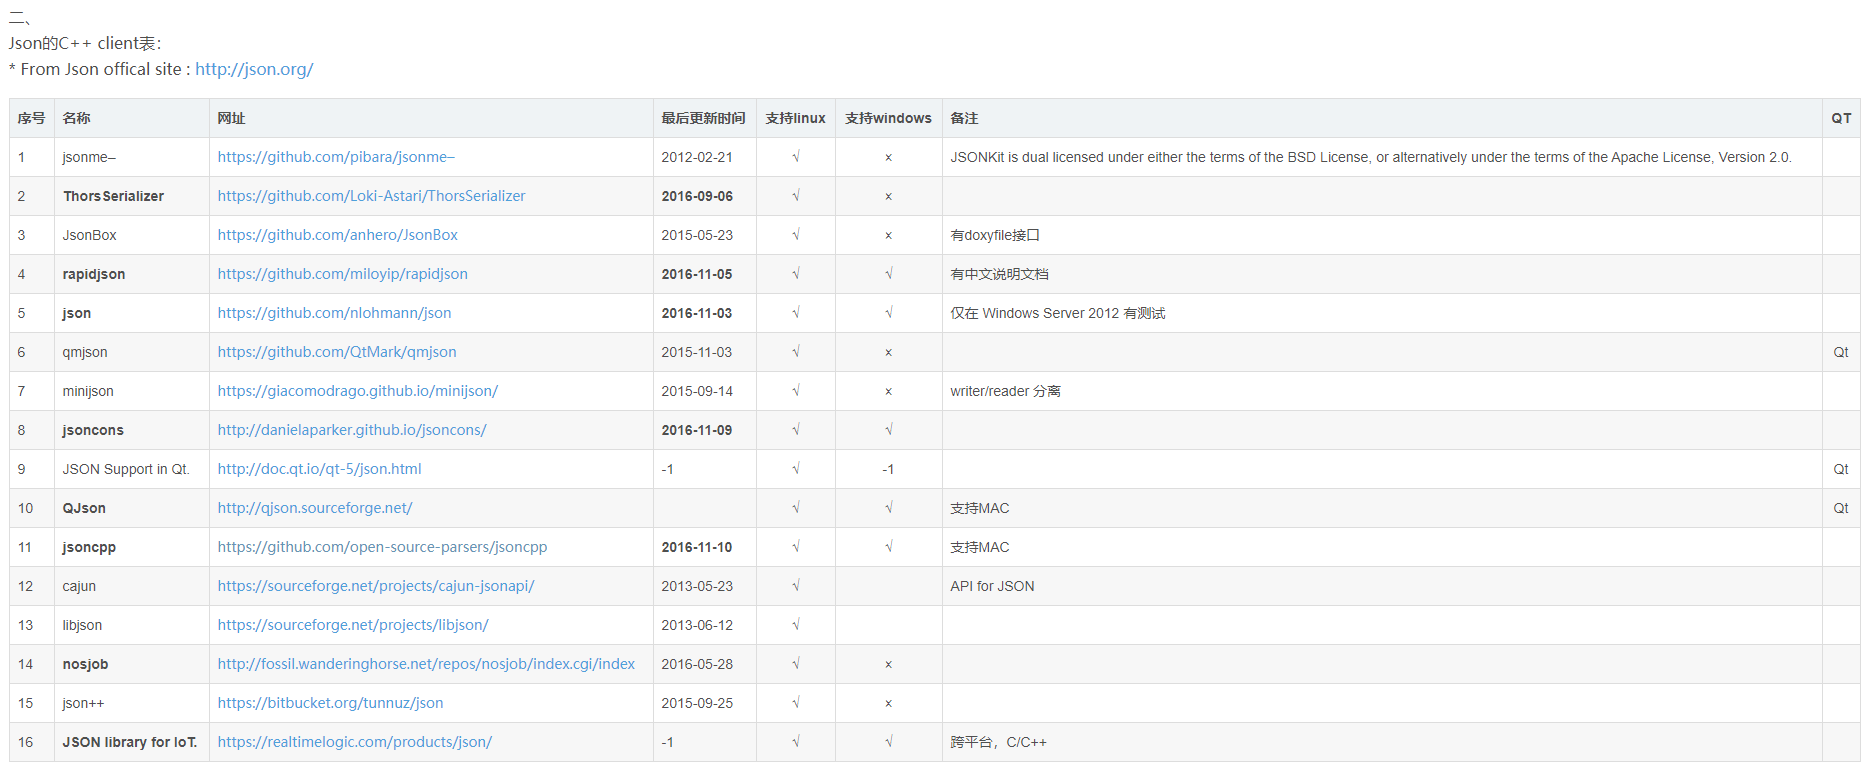 二、
Json的C++ client表：
* From Json offical site : http://json.org/
序号 名称 网址 最后更新时间 支持linux 支持windows 备注 QT
1 jsonme– https://github.com/pibara/jsonme– 2012-02-21 √ × JSONKit is dual licensed under either the terms of the BSD License, or alternatively under the terms of the Apache License, Version 2.0.
2 ThorsSerializer https://github.com/Loki-Astari/ThorsSerializer 2016-09-06 √ ×
3 JsonBox https://github.com/anhero/JsonBox 2015-05-23 √ × 有doxyfile接口
4 rapidjson https://github.com/miloyip/rapidjson 2016-11-05 √ √ 有中文说明文档
5 json https://github.com/nlohmann/json 2016-11-03 √ √ 仅在 Windows Server 2012 有测试
6 qmjson https://github.com/QtMark/qmjson 2015-11-03 √ × Qt
7 minijson https://giacomodrago.github.io/minijson/ 2015-09-14 √ × writer/reader 分离
8 jsoncons http://danielaparker.github.io/jsoncons/ 2016-11-09 √ √
9 JSON Support in Qt. http://doc.qt.io/qt-5/json.html -1 √ -1 Qt
10 QJson http://qjson.sourceforge.net/ √ √ 支持MAC Qt
11 jsoncpp https://github.com/open-source-parsers/jsoncpp 2016-11-10 √ √ 支持MAC
12 cajun https://sourceforge.net/projects/cajun-jsonapi/ 2013-05-23 √ API for JSON
13 libjson https://sourceforge.net/projects/libjson/ 2013-06-12 √
14 nosjob http://fossil.wanderinghorse.net/repos/nosjob/index.cgi/index 2016-05-28 √ ×
15 json++ https://bitbucket.org/tunnuz/json 2015-09-25 √ ×
16 JSON library for IoT. https://realtimelogic.com/products/json/ -1 √ √ 跨平台，C/C++